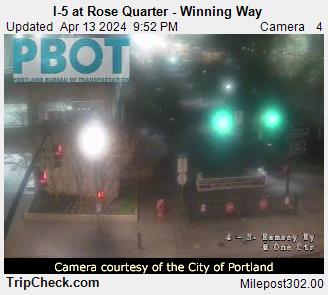 I-5 at Rose Quarter - Winning Way
Updated Apr 13 2024 9:52 PM Camera 4
PBOT
PORTLAND BUREAU OF TRANSPORTATION
4 - N. Ramsey Wy
W One Ctr
Camera courtesy of the City of Portland
TripCheck.com Milepost302.00